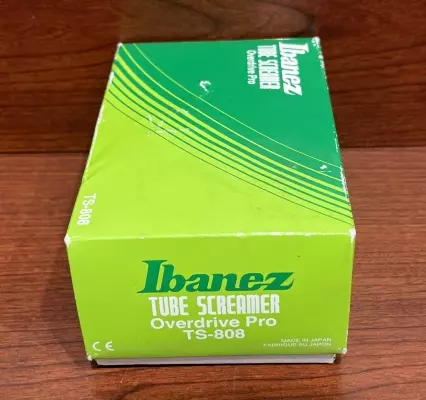 Ibanez
TUBE SCREAMER
Overdrive Pro
TS-808
Ibanez
TUBE SCREAMER
Overdrive Pro
TS-808
CE
MADE IN JAPAN
FABRIQUÉ AU JAPON